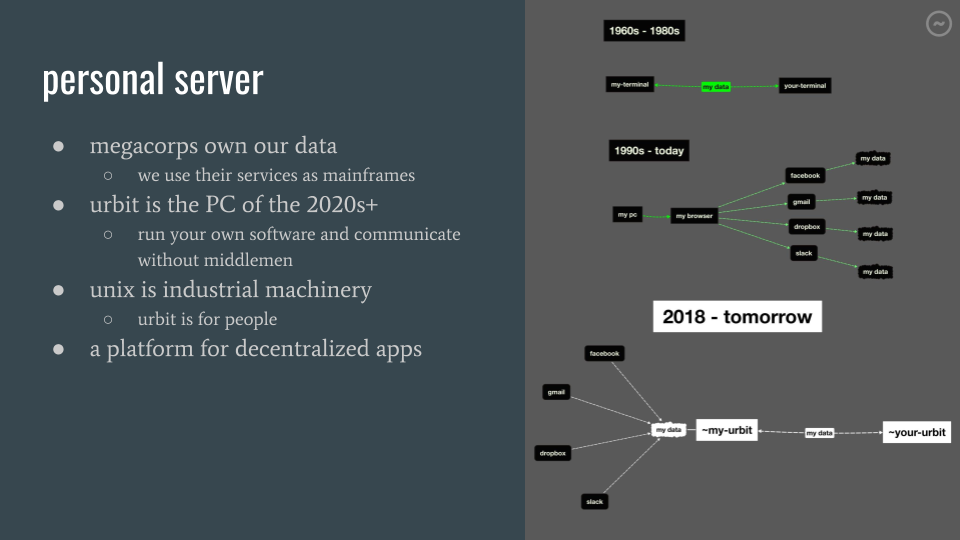 personal server
● megacorps own our data
○ we use their services as mainframes
● urbit is the PC of the 2020s+
○ run your own software and communicate
without middlemen
● unix is industrial machinery
○ urbit is for people
● a platform for decentralized apps
~
1960s - 1980s
my-terminal
my data
your-terminal
1990s - today
my pc
my browser
facebook
gmail
dropbox
slack
my data
my data
my data
my data
2018 - tomorrow
facebook
gmail
dropbox
slack
my data
~my-urbit
my data
~your-urbit